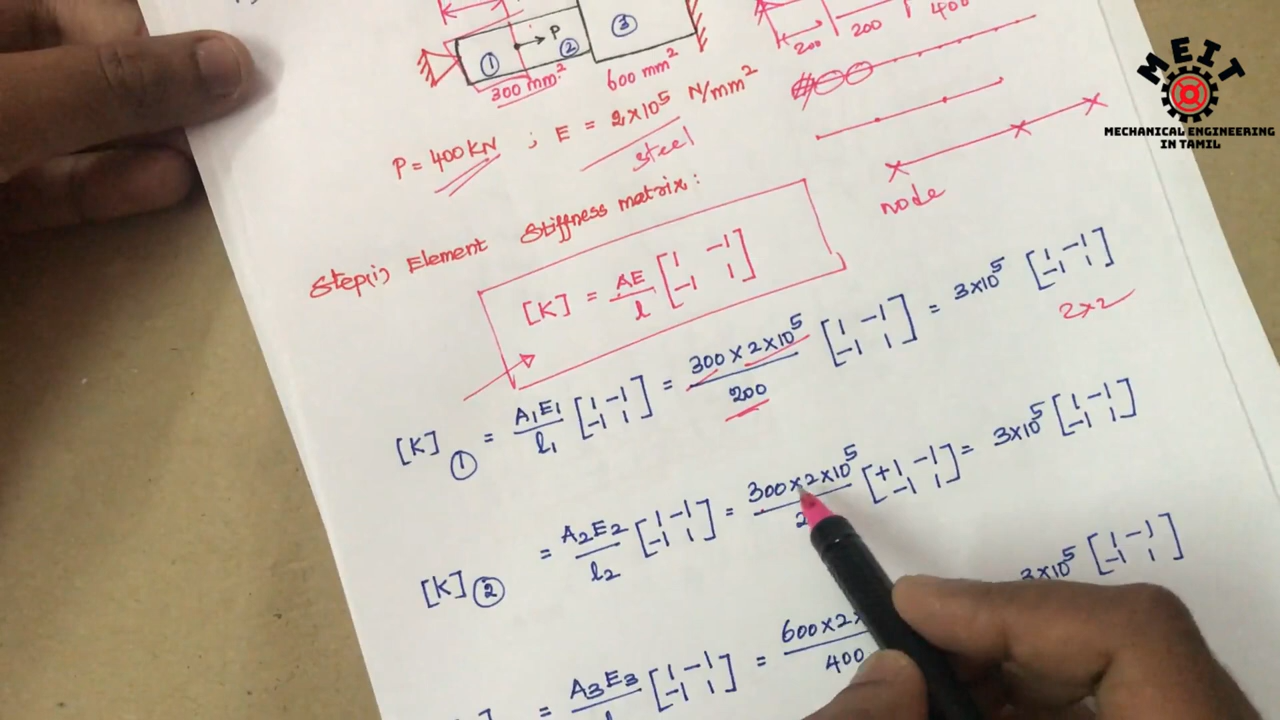 ① P ② ③
300 mm²
600 mm²
200 200 400
P = 400 KN ; E = 2×10⁵ N/mm²
steel
node
Step(i) Element Stiffness matrix :
[K] = AE/l [1 -1 -1 1]
[K]① = A₁E₁/l₁ [1 -1 -1 1] = 300 × 2×10⁵/200 [1 -1 -1 1] = 3×10⁵ [1 -1 -1 1]
2×2
[K]② = A₂E₂/l₂ [1 -1 -1 1] = 300×2×10⁵/2 [+1 -1 -1 1] = 3×10⁵ [1 -1 -1 1]
= A₃E₃/l [1 -1 -1 1] = 600×2×/400 3×10⁵ [1 -1 -1 1]
MEIT
MECHANICAL ENGINEERING
IN TAMIL